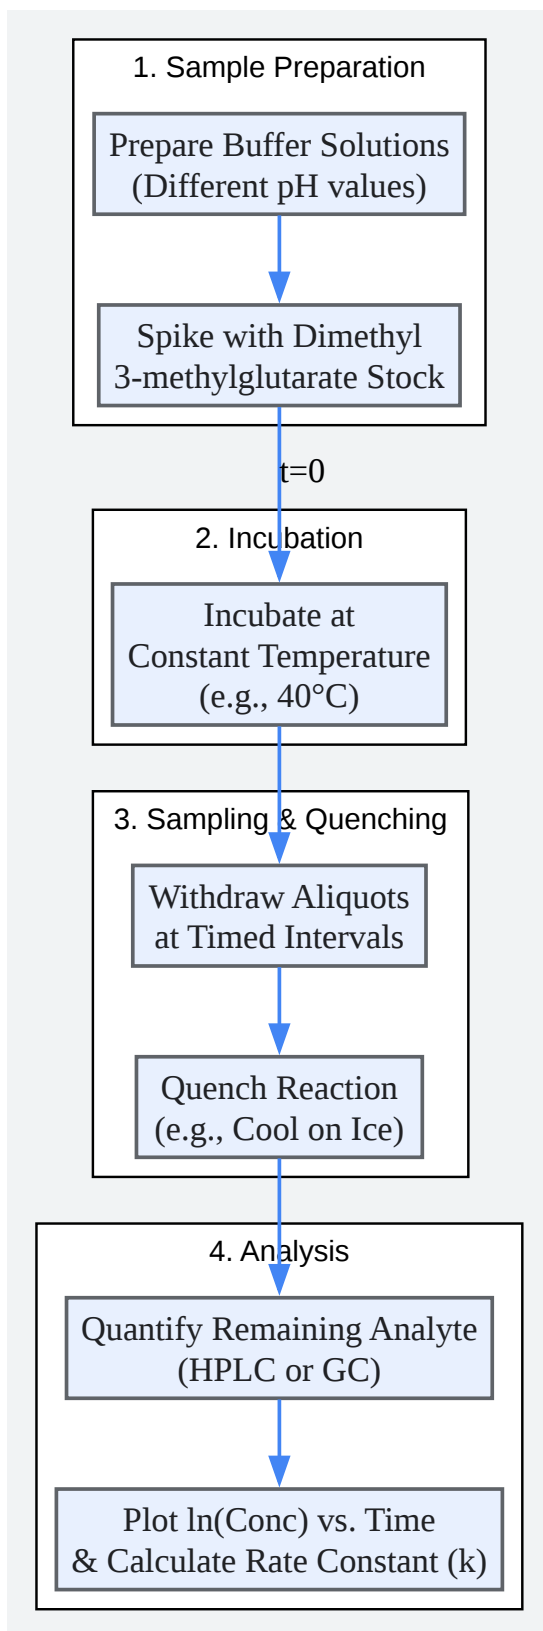 1. Sample Preparation
Prepare Buffer Solutions
(Different pH values)
Spike with Dimethyl
3-methylglutarate Stock
t=0
2. Incubation
Incubate at
Constant Temperature
(e.g., 40°C)
3. Sampling & Quenching
Withdraw Aliquots
at Timed Intervals
Quench Reaction
(e.g., Cool on Ice)
4. Analysis
Quantify Remaining Analyte
(HPLC or GC)
Plot ln(Conc) vs. Time
& Calculate Rate Constant (k)